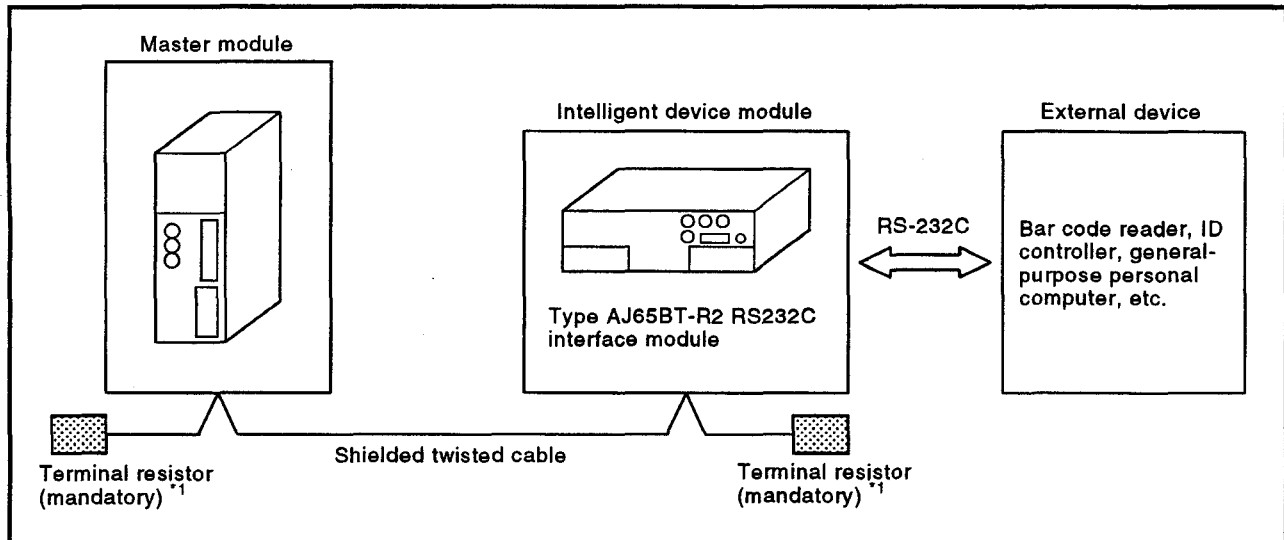 Master module
Intelligent device module
External device
Type AJ65BT-R2 RS232C
interface module
RS-232C
Bar code reader, ID
controller, general-
purpose personal
computer, etc.
Shielded twisted cable
Terminal resistor
(mandatory) *1
Terminal resistor
(mandatory) *1